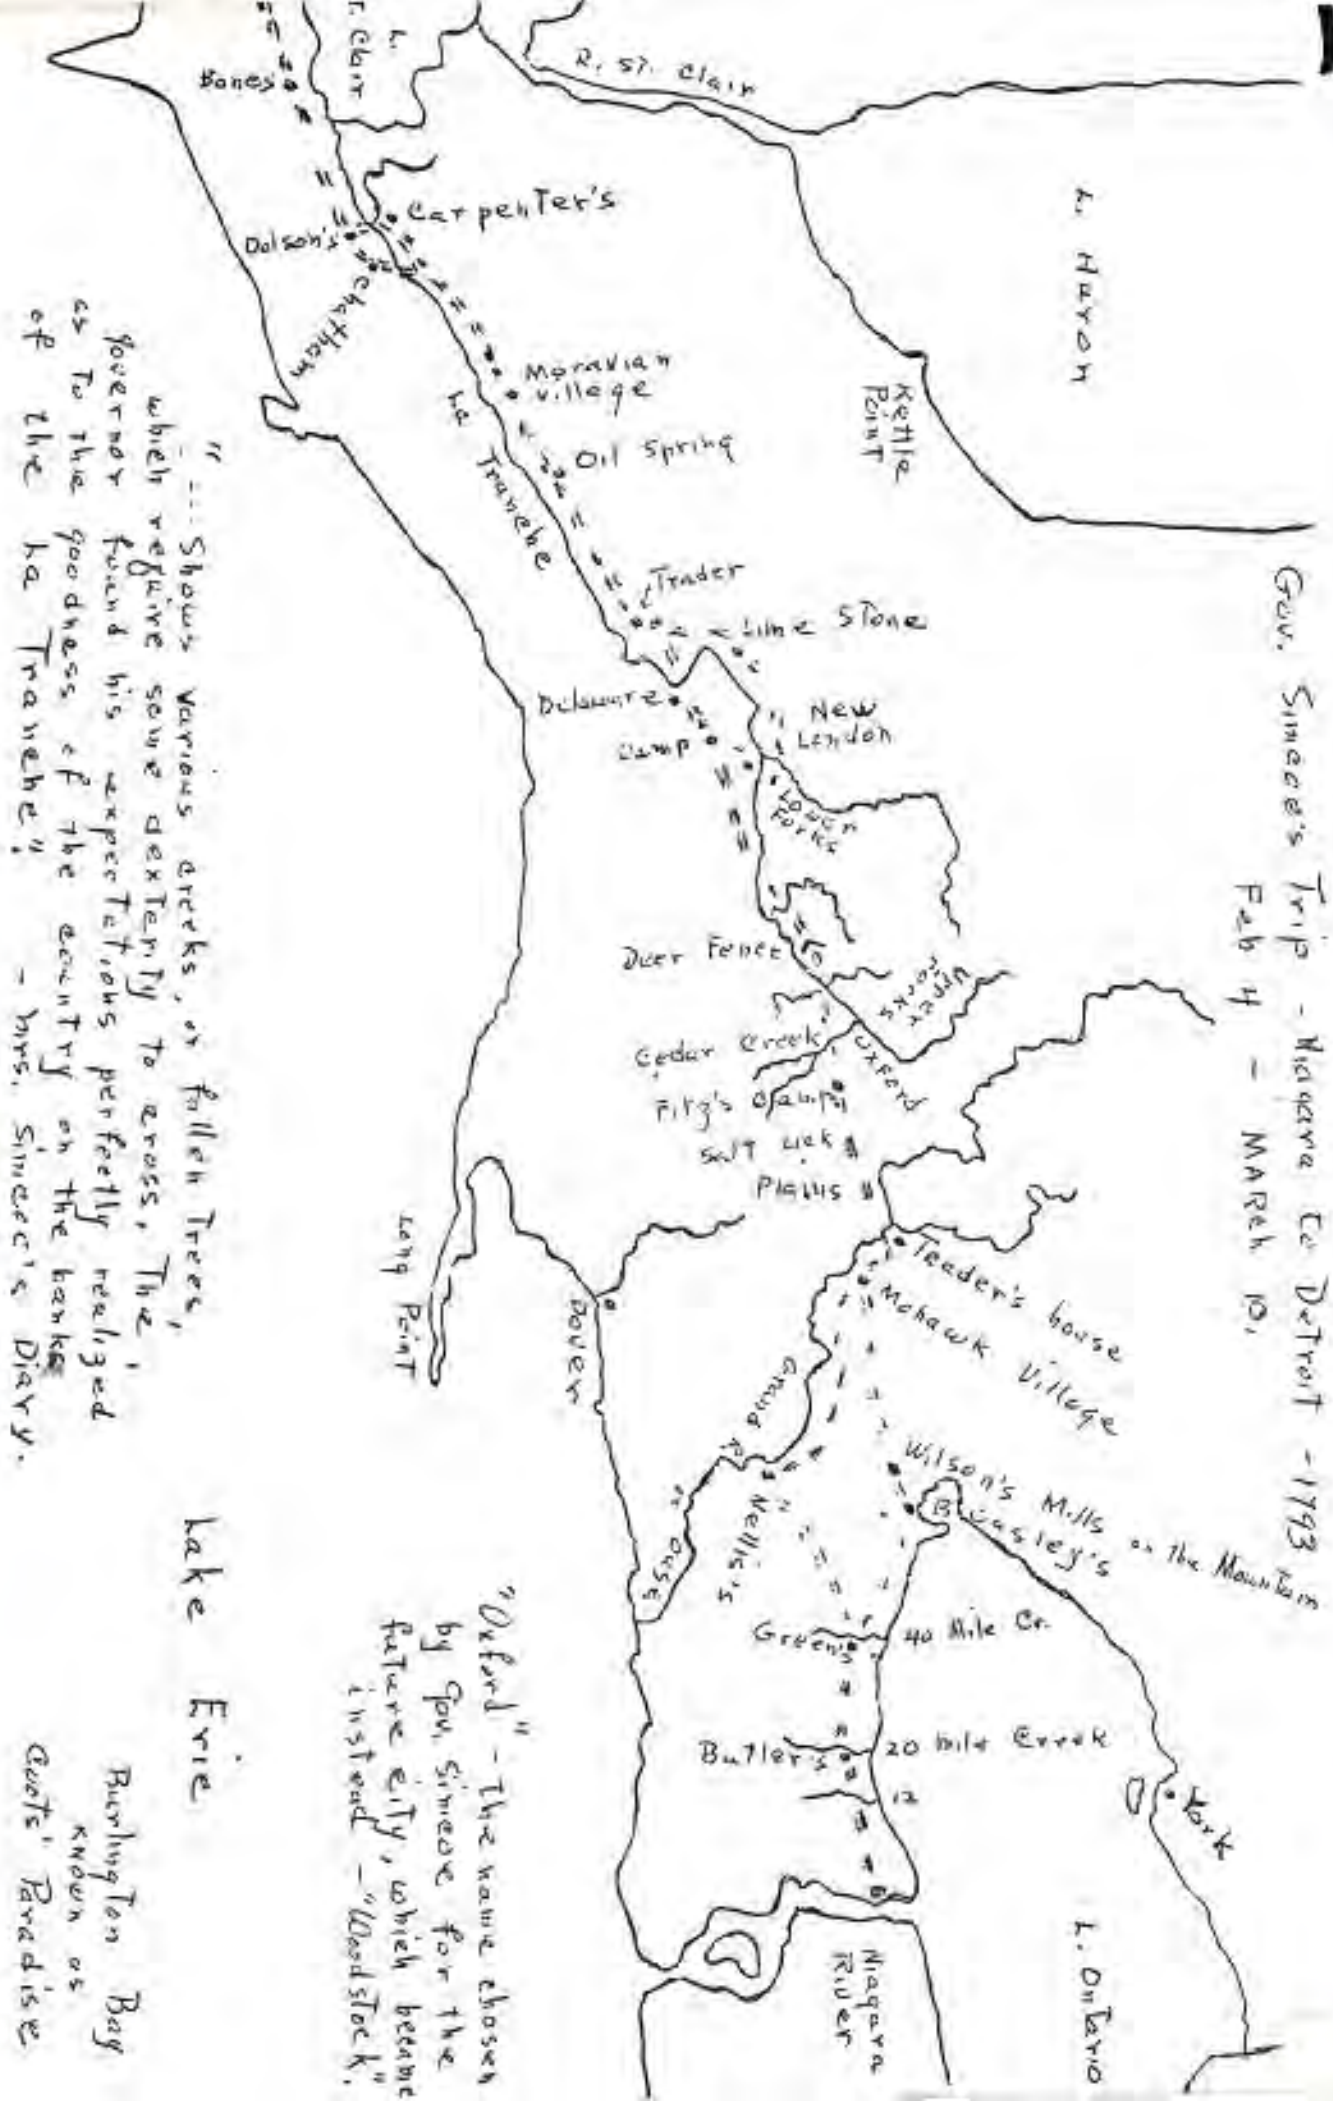 Gov. Simcoe's Trip - Niagara to Detroit - 1793
Feb 4 - MARCH 10.
L. Huron
R. St. Clair
L.
St. Clair
Kettle
Point
Bones
Carpenter's
Dolson's
Chatham
Moravian
Village
La Tranche
Oil Spring
Trader
Lime Stone
Delaware
Camp
New
London
Lower
Forks
Deer Fence
Upper
Forks
Cedar Creek
Oxford
Fitz's Camp
Salt Lick
Plains
Trader's house
Mohawk Village
Grand R.
"Ouse"
Nellis's
Wilson's Mills on the Mountain
B
Beasley's
Green's
40 Mile Cr.
Butler's
20 Mile Creek
12
York
L. Ontario
Niagara
River
Long Point
Dover
Lake Erie
"....Shows various creeks, on fallen Trees,
which require some dexterity to cross, The
governor found his expectations perfectly realized
as to the goodness of the country on the banks
of the La Tranche". - Mrs. Simcoe's Diary.
"Oxford" - the name chosen
by Gov. Simcoe for the
future city, which became
instead - "Woodstock".
Burlington Bay
known as
Coots' Paradise